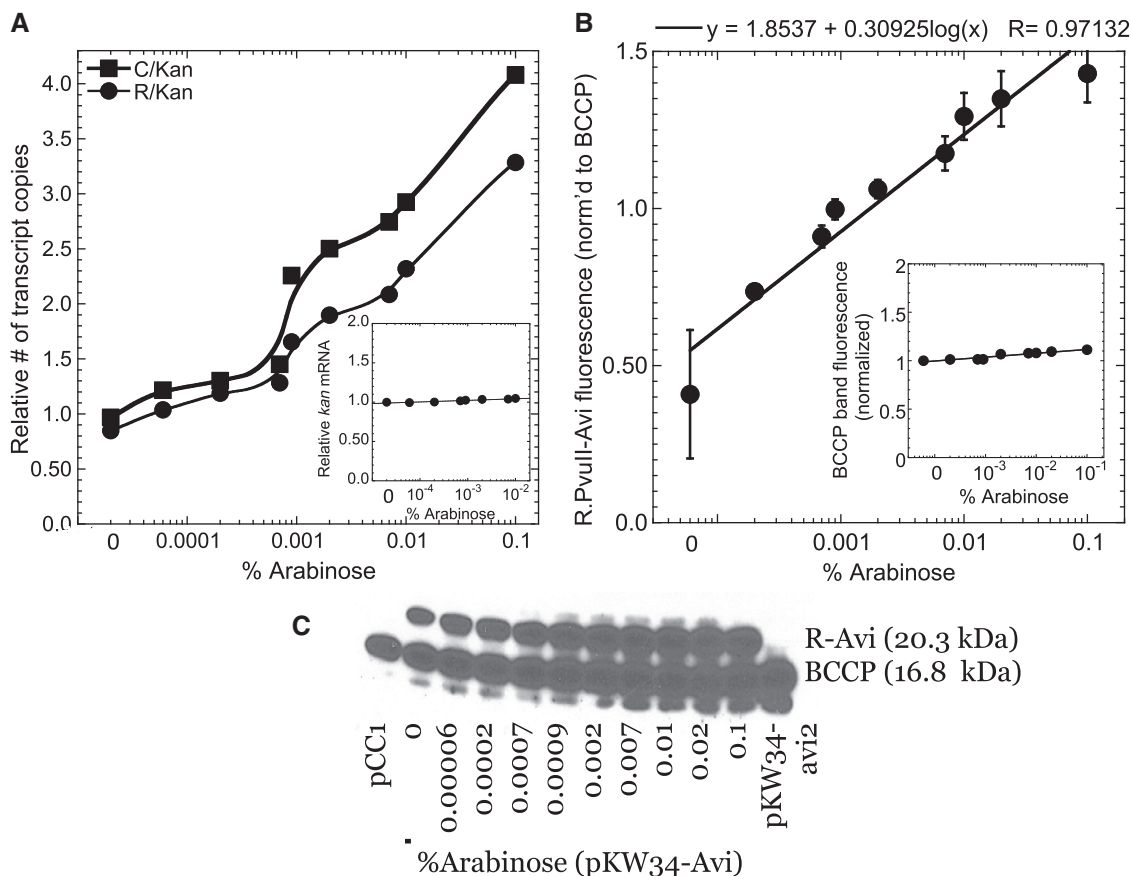 A
C/Kan
R/Kan
Relative # of transcript copies
4.0
3.5
3.0
2.5
2.0
1.5
1.0
0.50
0.0
0 0.0001 0.001 0.01 0.1
% Arabinose
Relative kan mRNA
2.0
1.5
1.0
0.50
0.0
0 10-4 10-3 10-2
% Arabinose
B
y = 1.8537 + 0.30925log(x) R= 0.97132
R.PvuII-Avi fluorescence (norm'd to BCCP)
1.5
1.0
0.50
0.0
0 0.001 0.01 0.1
% Arabinose
BCCP band fluorescence
(normalized)
2
1.5
1
0.5
0
0 10-3 10-2 10-1
% Arabinose
C
R-Avi (20.3 kDa)
BCCP (16.8 kDa)
pCC1
0
0.00006
0.0002
0.0007
0.0009
0.002
0.007
0.01
0.02
0.1
pKW34-
avi2
%Arabinose (pKW34-Avi)